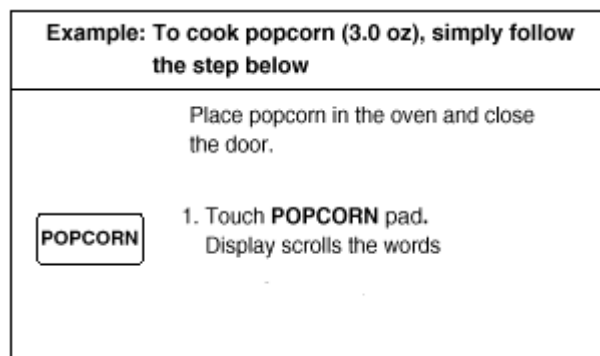 Example: To cook popcorn (3.0 oz), simply follow
the step below
Place popcorn in the oven and close
the door.
POPCORN
1. Touch POPCORN pad.
Display scrolls the words